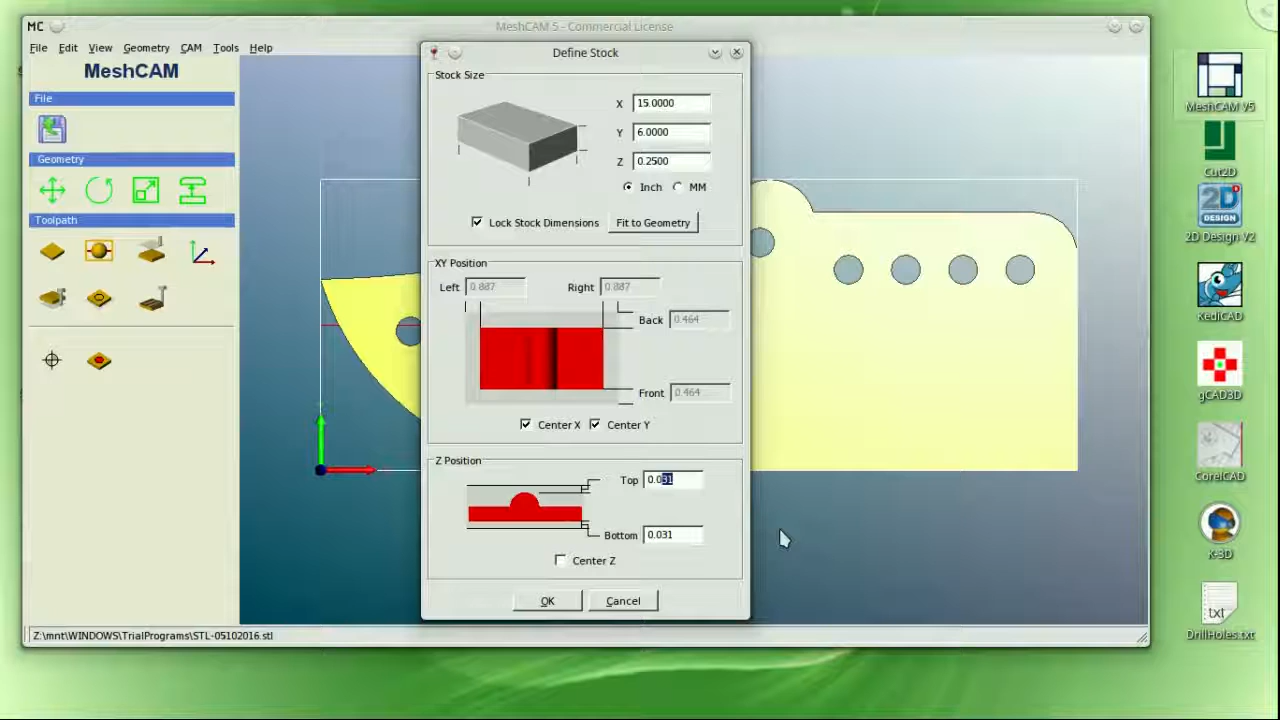 MC
MeshCAM 5 - Commercial License
File Edit View Geometry CAM Tools Help
MeshCAM
File
Geometry
Toolpath
Define Stock
Stock Size
X 15.0000
Y 6.0000
Z 0.2500
Inch MM
Lock Stock Dimensions Fit to Geometry
XY Position
Left 0.887 Right 0.887
Back 0.464
Front 0.464
Center X Center Y
Z Position
Top 0.031
Bottom 0.031
Center Z
OK Cancel
Z:\mnt\WINDOWS\TrialPrograms\STL-05102016.stl
MeshCAM V5
Cut2D
2D
DESIGN
2D Design V2
KediCAD
gCAD3D
CorelCAD
K-3D
txt
DrillHoles.txt